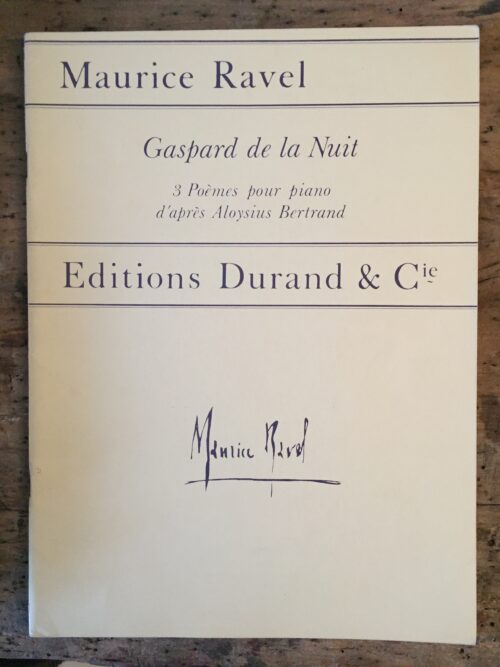 Maurice Ravel
Gaspard de la Nuit
3 Poèmes pour piano
d'après Aloysius Bertrand
Editions Durand & Cie
Maurice Ravel